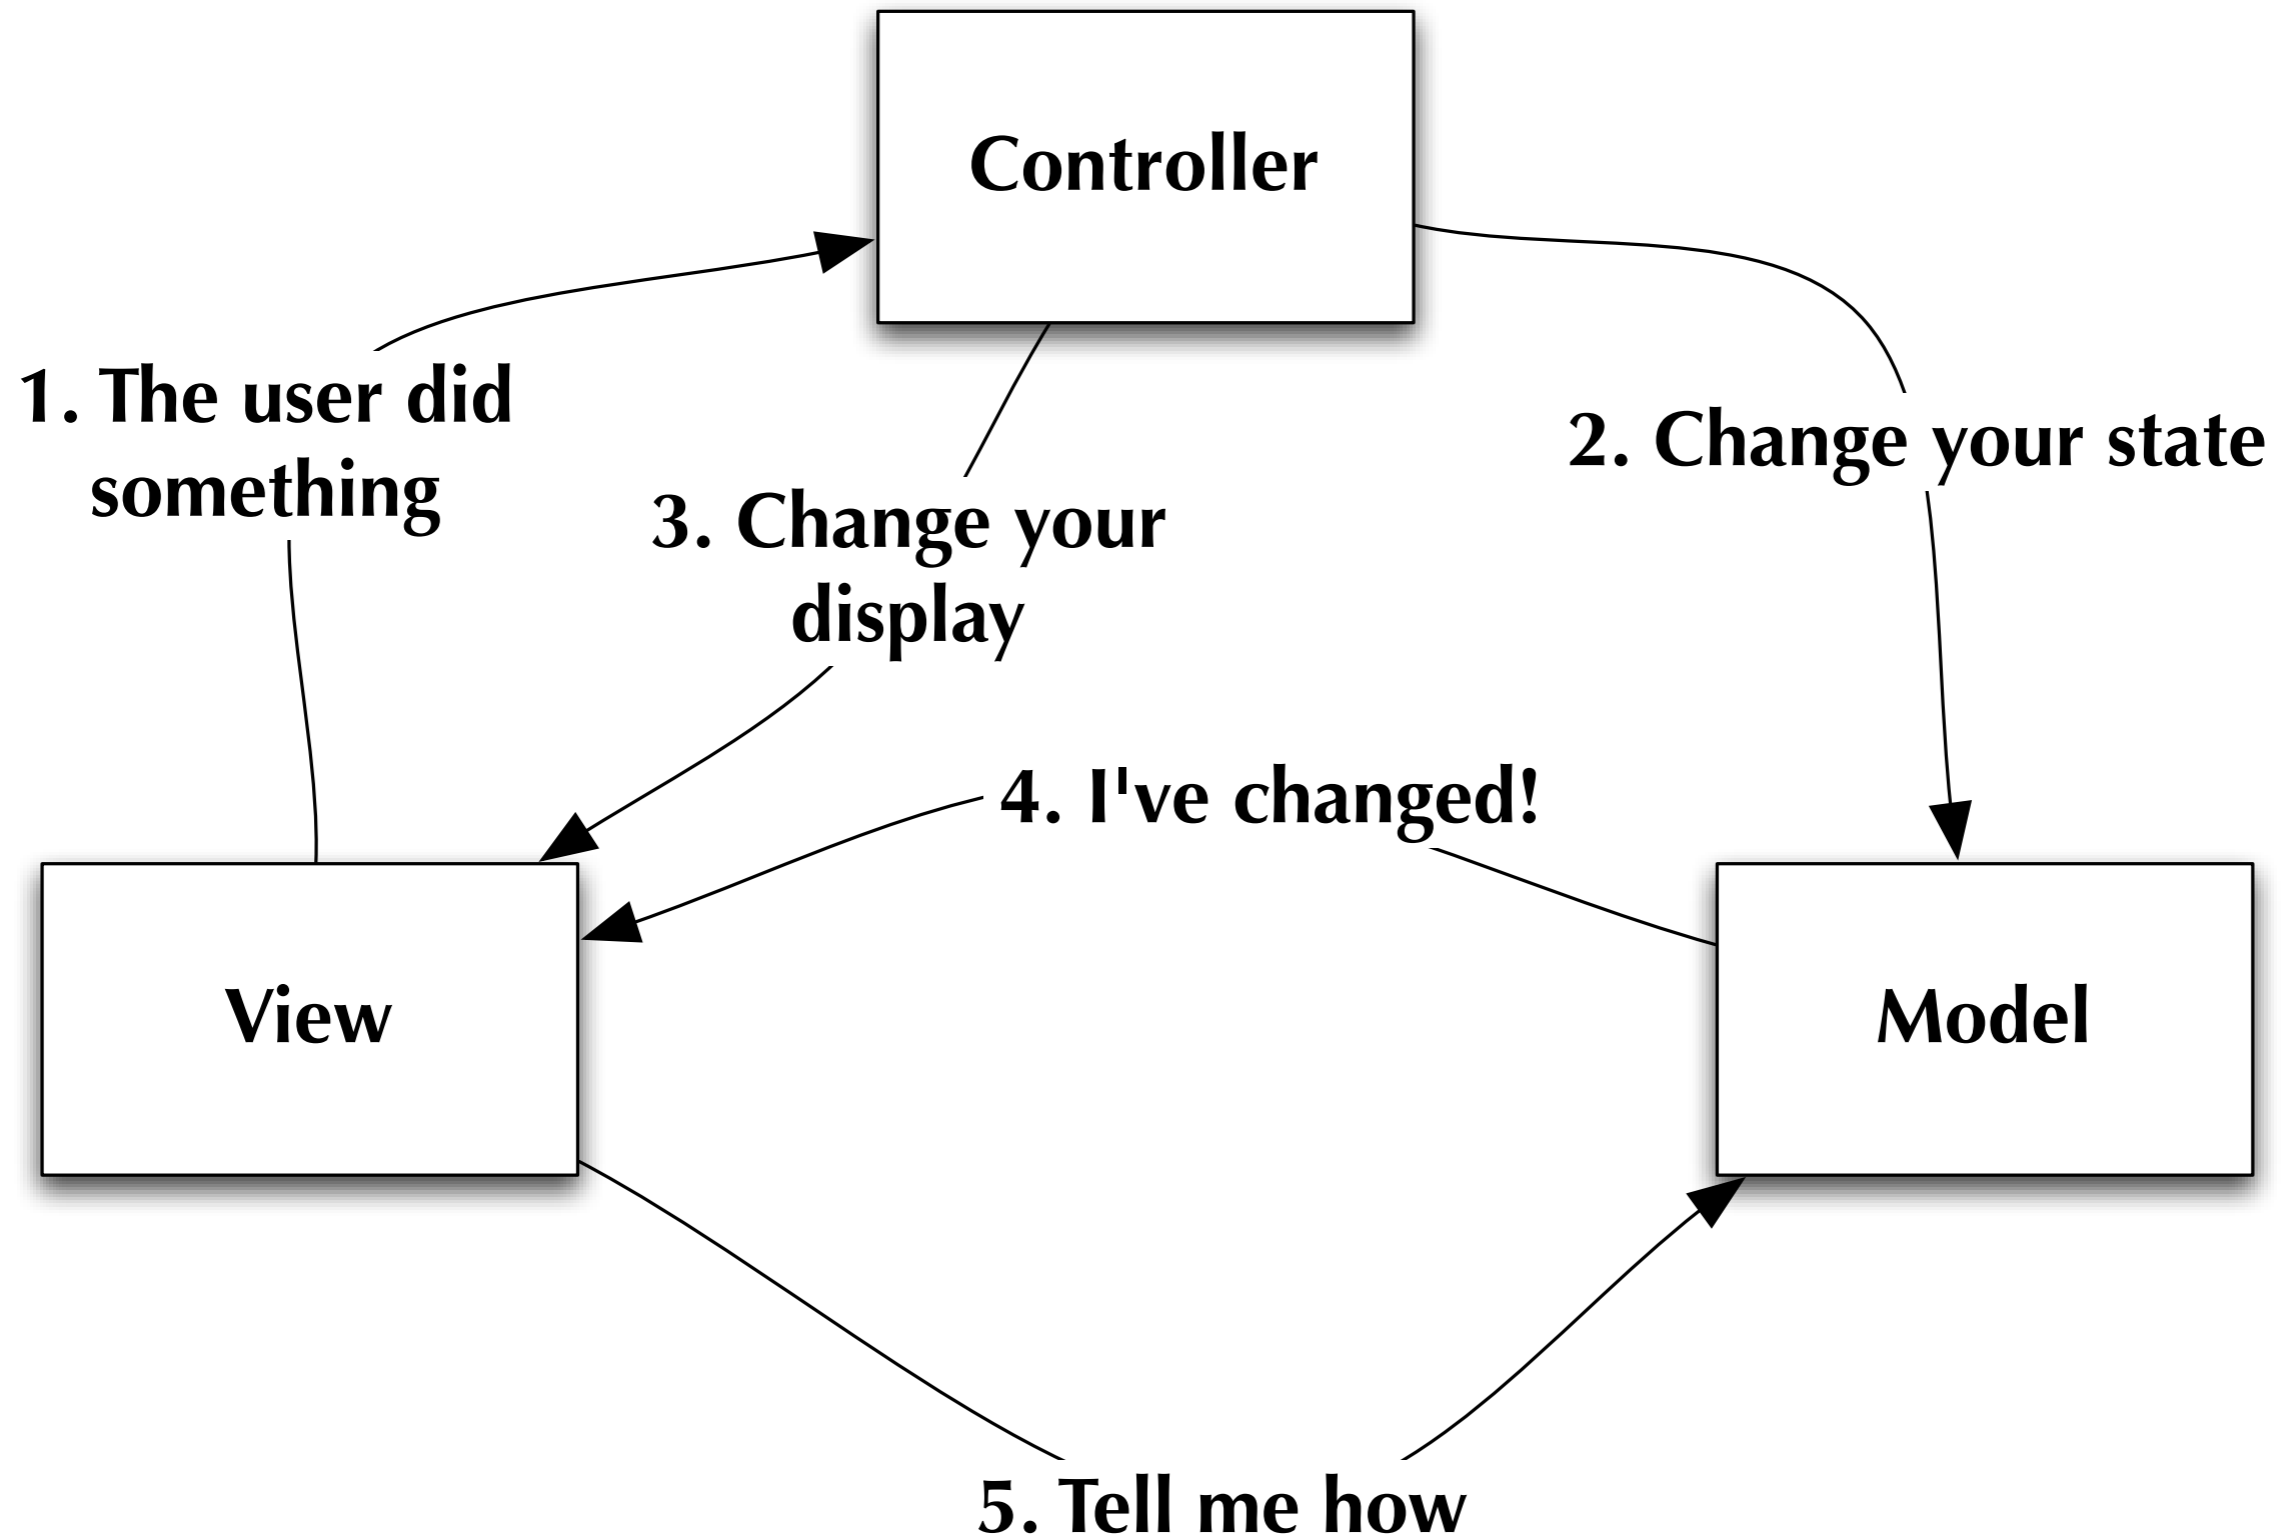 Controller
1. The user did
something
2. Change your state
3. Change your
display
4. I've changed!
View
Model
5. Tell me how